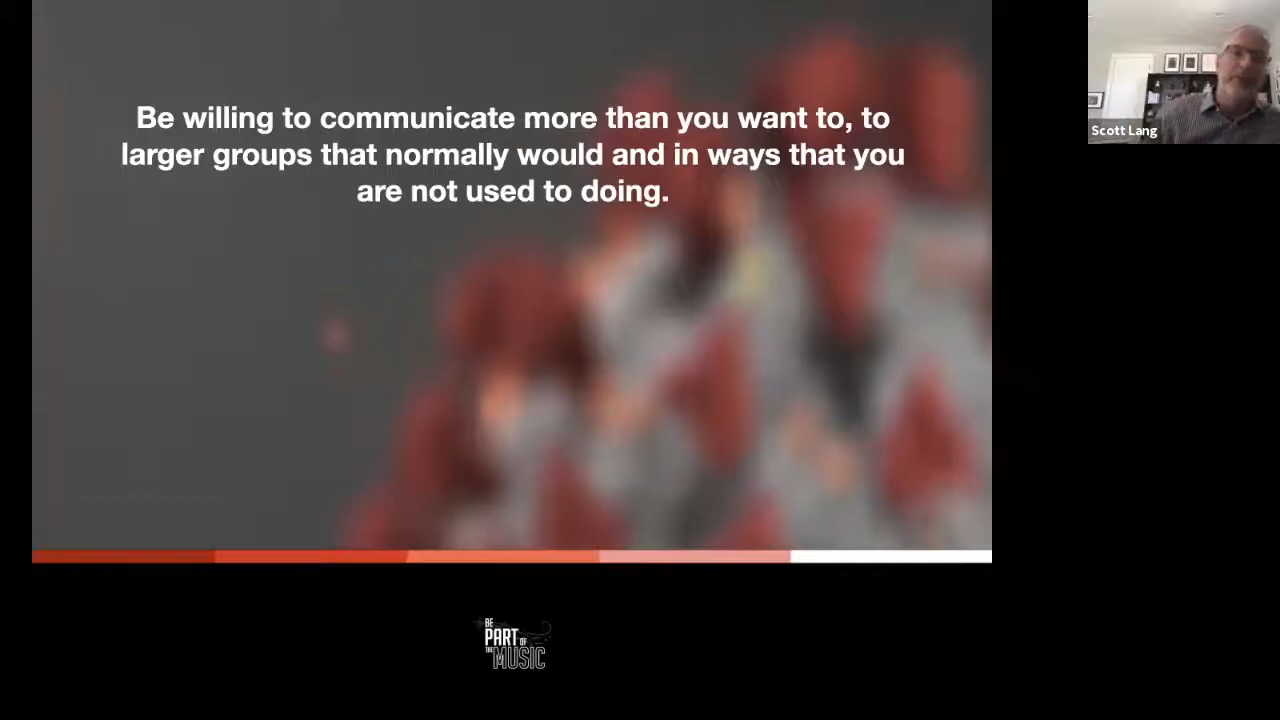 Be willing to communicate more than you want to, to
larger groups that normally would and in ways that you
are not used to doing.
Scott Lang
BE
PART OF
THE MUSIC